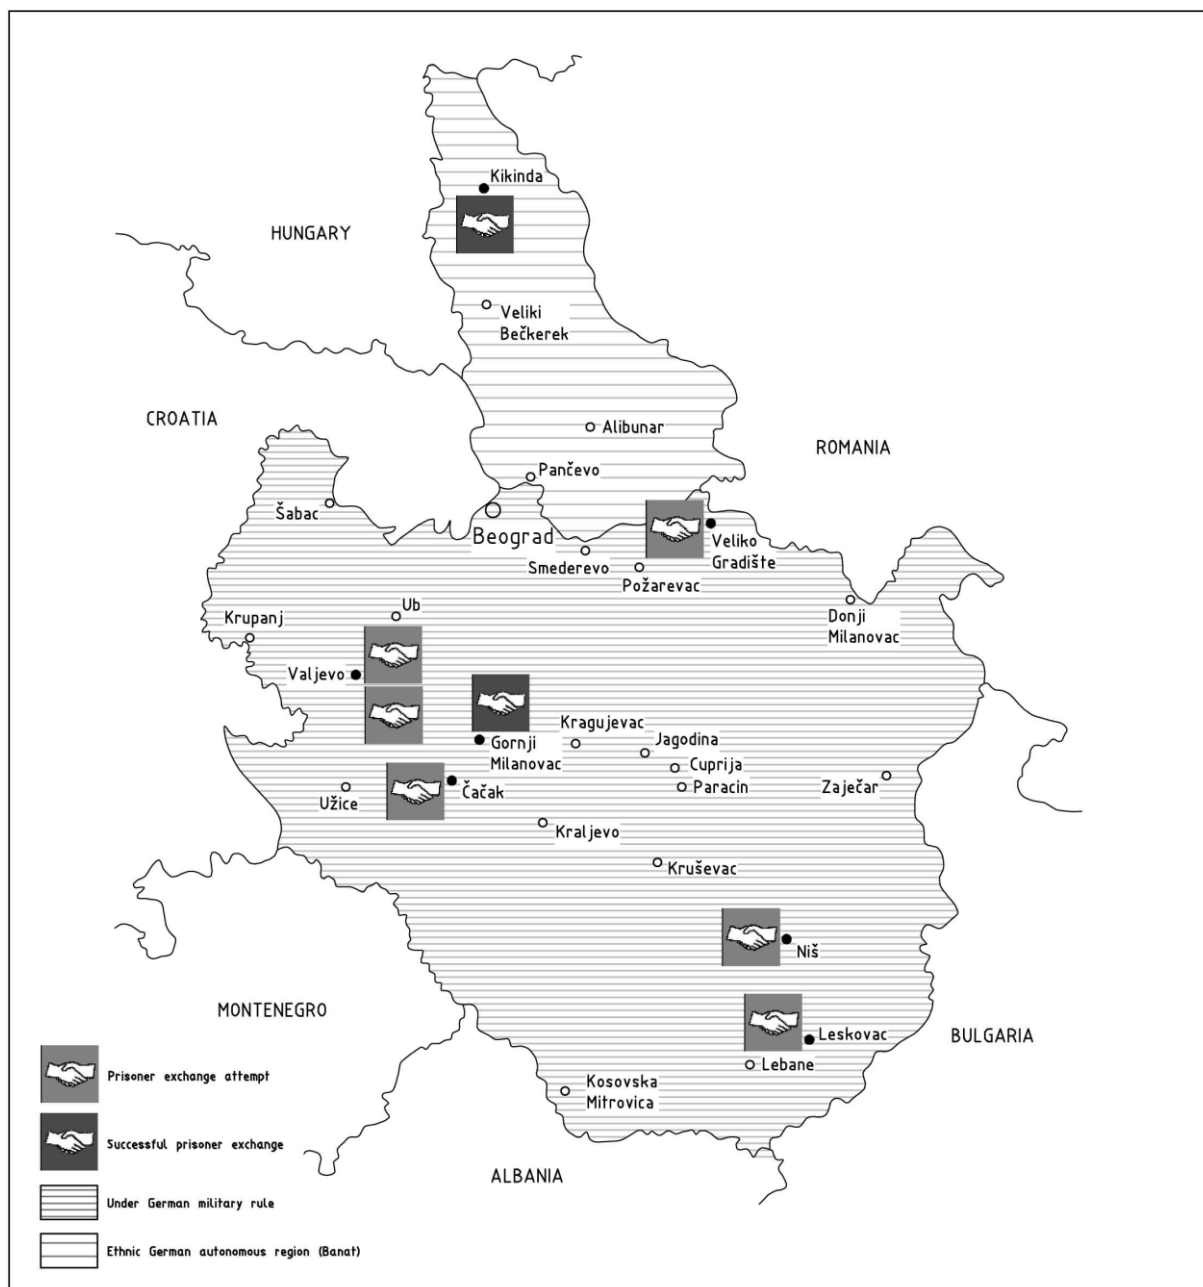 Kikinda
HUNGARY
Veliki
Bečkerek
CROATIA
Alibunar
ROMANIA
Pančevo
Šabac
Beograd
Veliko
Gradište
Smederevo
Požarevac
Ub
Krupanj
Donji
Milanovac
Valjevo
Kragujevac
Gornji
Milanovac
Jagodina
Cuprija
Paracin
Zaječar
Užice
Čačak
Kraljevo
Kruševac
Niš
MONTENEGRO
Leskovac
BULGARIA
Lebane
Kosovska
Mitrovica
ALBANIA
Prisoner exchange attempt
Successful prisoner exchange
Under German military rule
Ethnic German autonomous region (Banat)